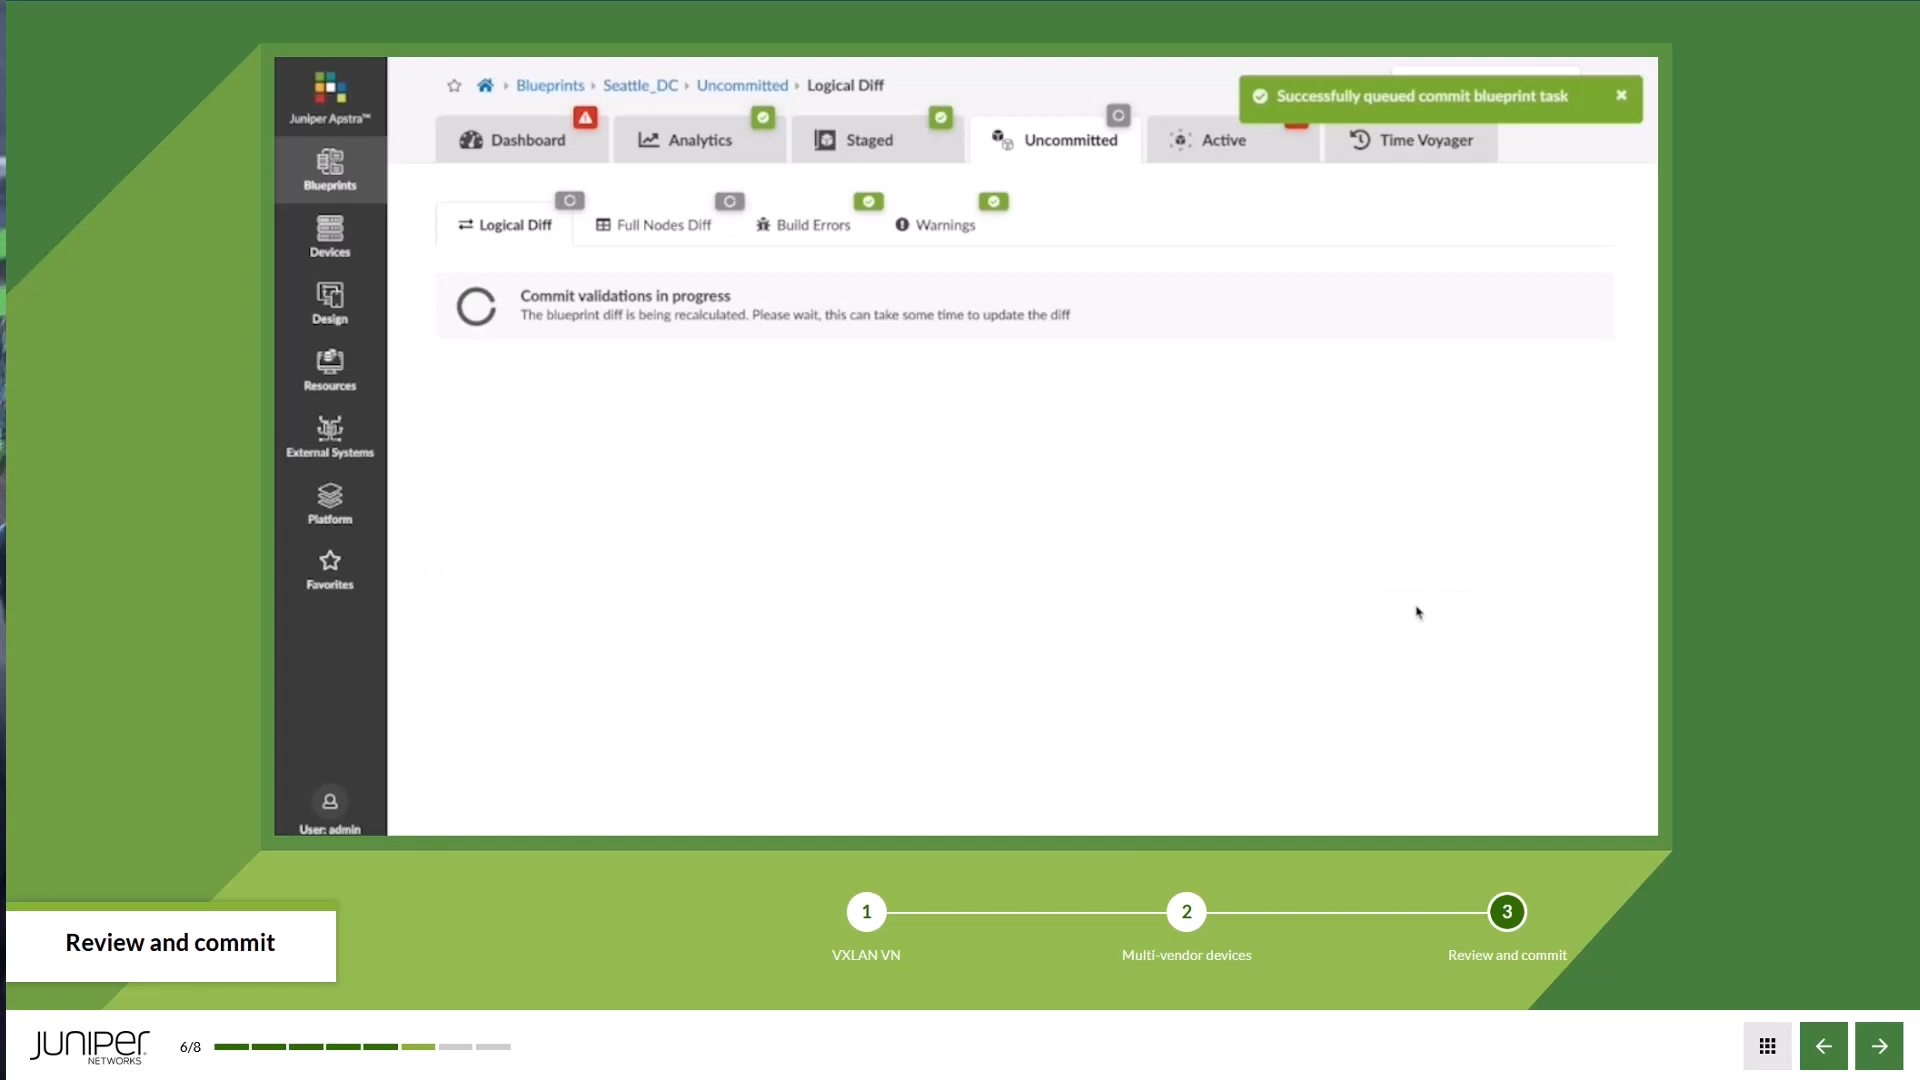 Juniper Apstra™
Blueprints › Seattle_DC › Uncommitted › Logical Diff
Successfully queued commit blueprint task
Dashboard
Analytics
Staged
Uncommitted
Active
Time Voyager
Blueprints
Devices
Design
Resources
External Systems
Platform
Favorites
User: admin
Logical Diff
Full Nodes Diff
Build Errors
Warnings
Commit validations in progress
The blueprint diff is being recalculated. Please wait, this can take some time to update the diff
Review and commit
1
2
3
VXLAN VN
Multi-vendor devices
Review and commit
JUNIPER
NETWORKS
6/8